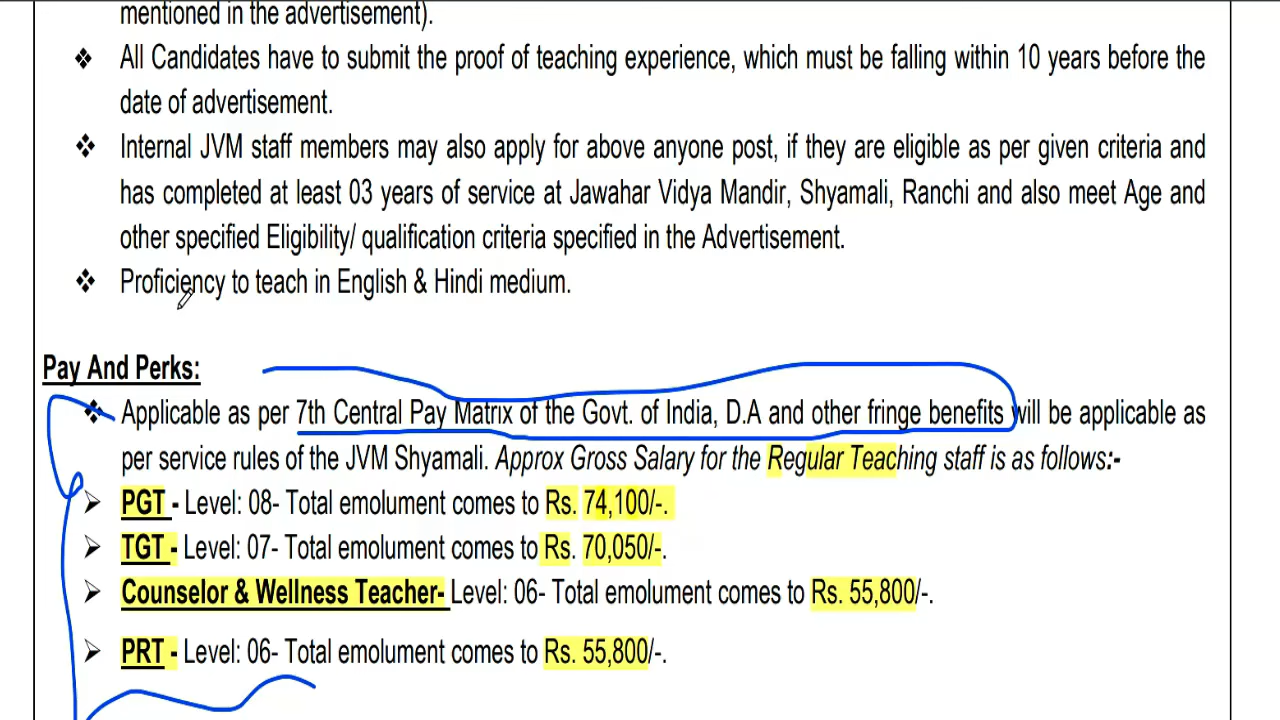 mentioned in the advertisement).
❖ All Candidates have to submit the proof of teaching experience, which must be falling within 10 years before the
date of advertisement.
❖ Internal JVM staff members may also apply for above anyone post, if they are eligible as per given criteria and
has completed at least 03 years of service at Jawahar Vidya Mandir, Shyamali, Ranchi and also meet Age and
other specified Eligibility/ qualification criteria specified in the Advertisement.
❖ Proficiency to teach in English & Hindi medium.
Pay And Perks:
❖ Applicable as per 7th Central Pay Matrix of the Govt. of India, D.A and other fringe benefits will be applicable as
per service rules of the JVM Shyamali. Approx Gross Salary for the Regular Teaching staff is as follows:-
➢ PGT - Level: 08- Total emolument comes to Rs. 74,100/-.
➢ TGT - Level: 07- Total emolument comes to Rs. 70,050/-.
➢ Counselor & Wellness Teacher- Level: 06- Total emolument comes to Rs. 55,800/-.
➢ PRT - Level: 06- Total emolument comes to Rs. 55,800/-.